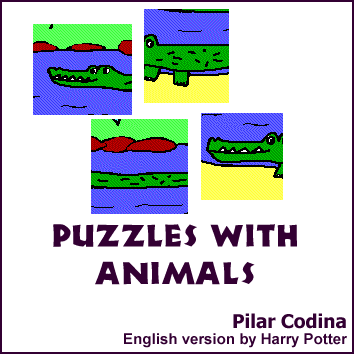 PUZZLES WITH
ANIMALS
Pilar Codina
English version by Harry Potter